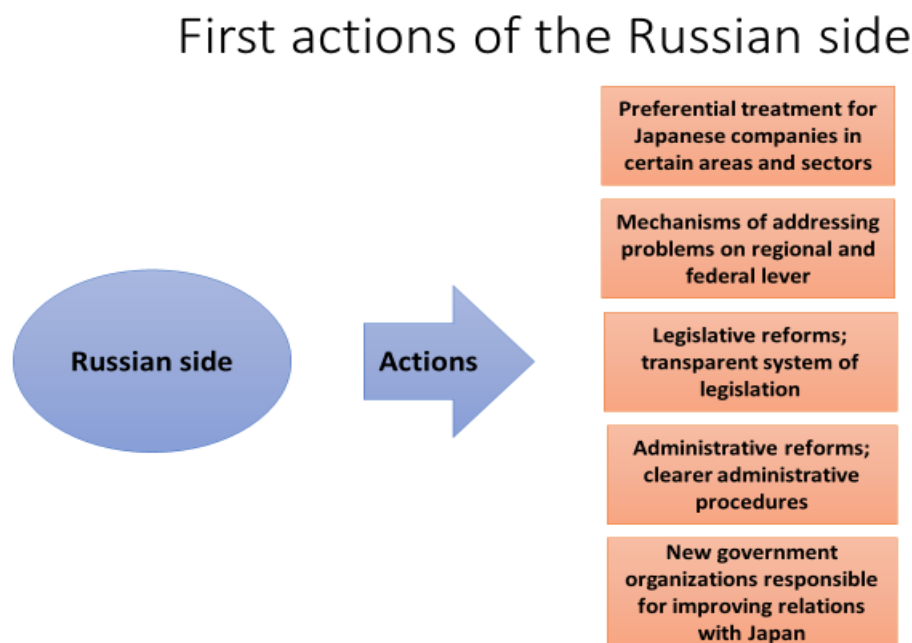 First actions of the Russian side
Russian side
Actions
Preferential treatment for
Japanese companies in
certain areas and sectors
Mechanisms of addressing
problems on regional and
federal lever
Legislative reforms;
transparent system of
legislation
Administrative reforms;
clearer administrative
procedures
New government
organizations responsible
for improving relations
with Japan